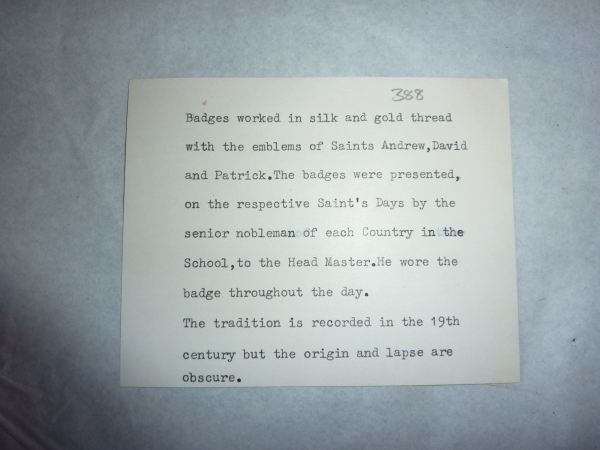 388
Badges worked in silk and gold thread
with the emblems of Saints Andrew,David
and Patrick.The badges were presented,
on the respective Saint's Days by the
senior nobleman of each Country in the
School,to the Head Master.He wore the
badge throughout the day.
The tradition is recorded in the 19th
century but the origin and lapse are
obscure.